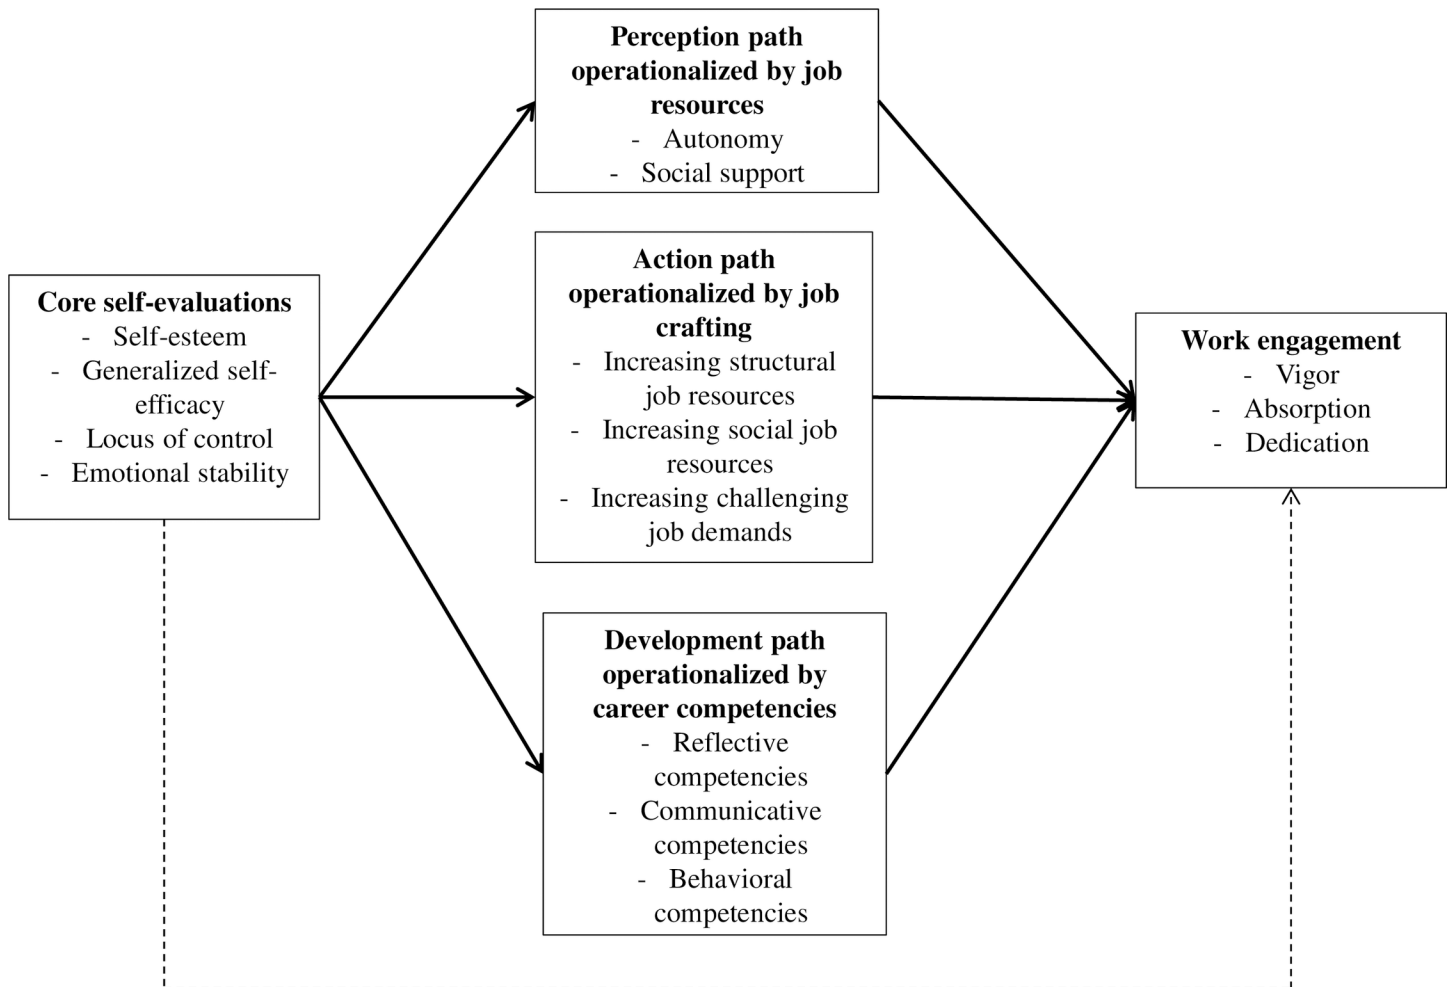 Perception path
operationalized by job
resources
- Autonomy
- Social support
Action path
operationalized by job
crafting
- Increasing structural
job resources
- Increasing social job
resources
- Increasing challenging
job demands
Core self-evaluations
- Self-esteem
- Generalized self-
efficacy
- Locus of control
- Emotional stability
Work engagement
- Vigor
- Absorption
- Dedication
Development path
operationalized by
career competencies
- Reflective
competencies
- Communicative
competencies
- Behavioral
competencies